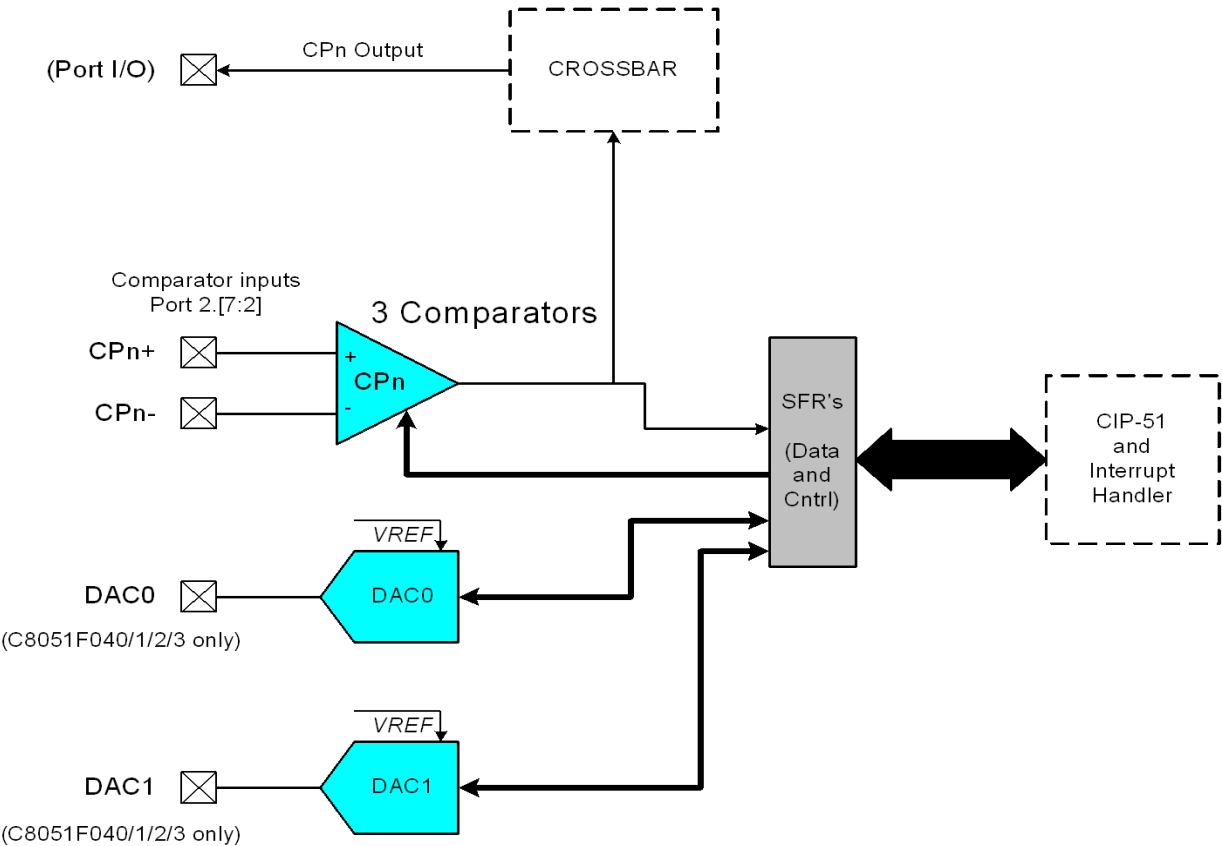 CPn Output
(Port I/O)
CROSSBAR
Comparator inputs
Port 2.[7:2]
3 Comparators
CPn+
+
CPn
CPn-
-
SFR's
(Data
and
Cntrl)
CIP-51
and
Interrupt
Handler
VREF
DAC0
DAC0
(C8051F040/1/2/3 only)
VREF
DAC1
DAC1
(C8051F040/1/2/3 only)